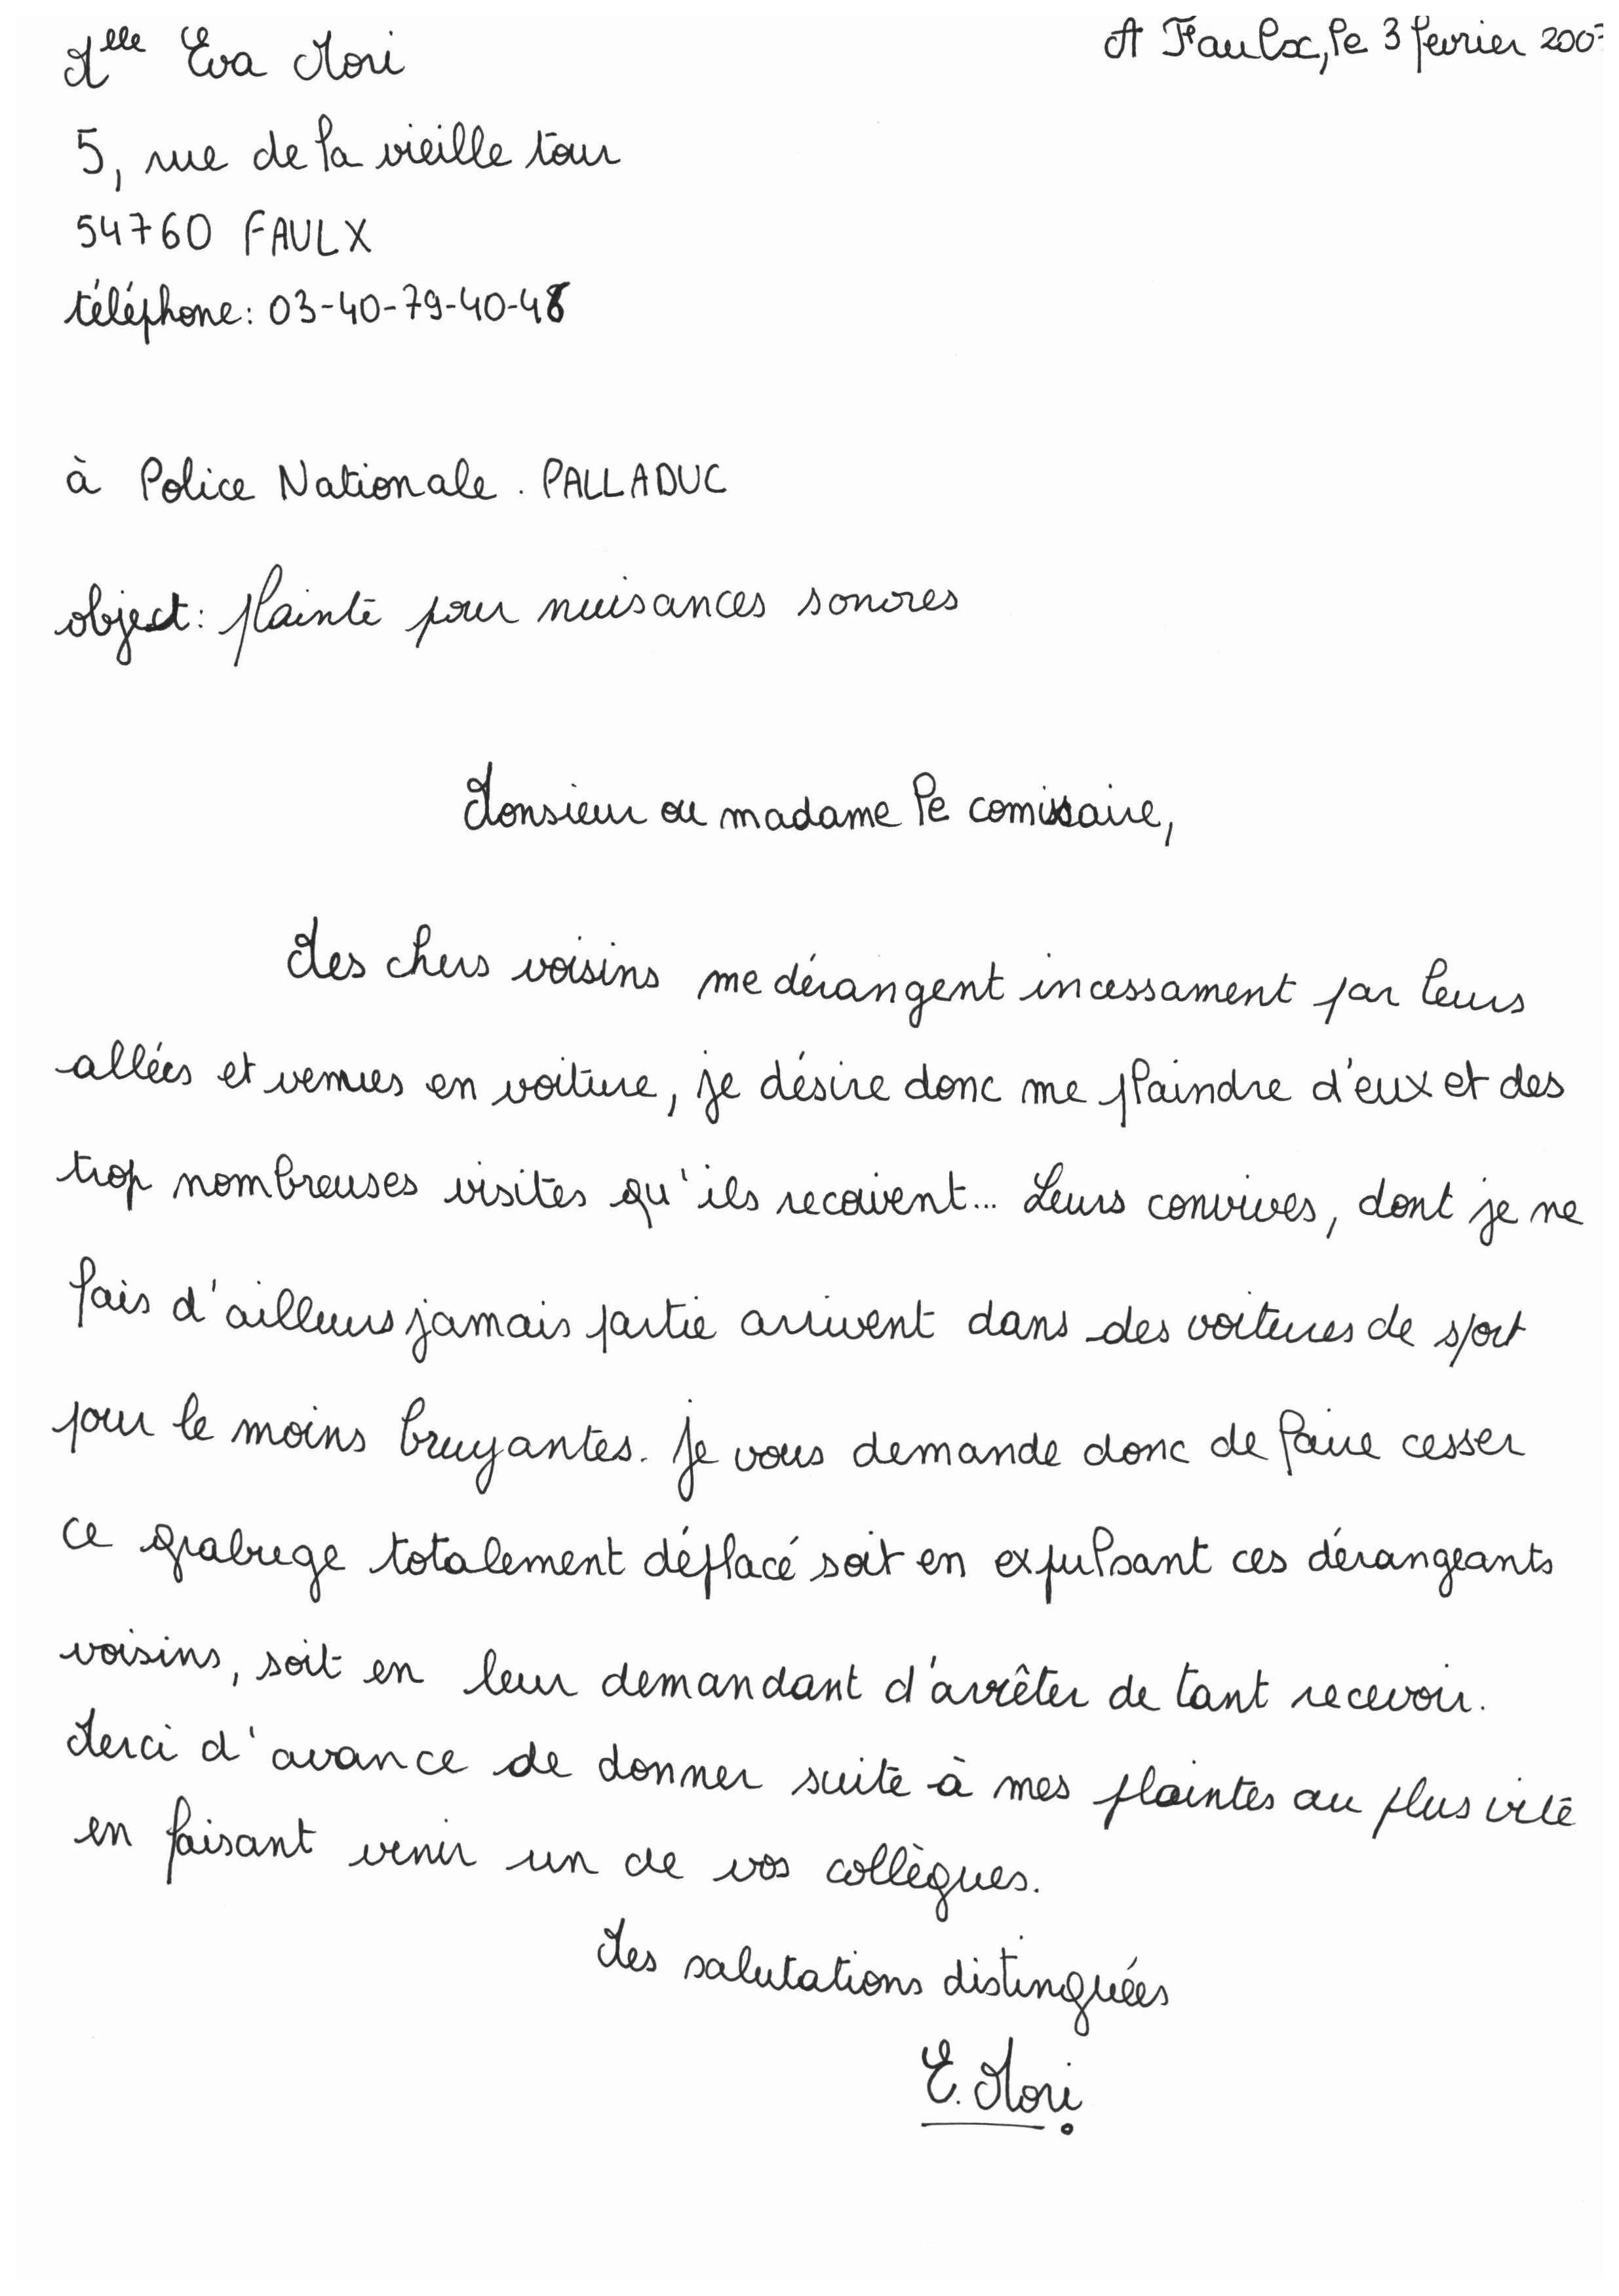 Melle Eva Mori
A Faulx, le 3 fevrier 200
5, rue de la vieille tour
54760 FAULX
téléphone: 03-40-79-40-48
à Police Nationale. PALLADUC
object: plainte pour nuisances sonores
Monsieur ou madame le comissaire,
Mes chers voisins me dérangent incessament par leurs
allées et venues en voiture, je désire donc me plaindre d'eux et des
trop nombreuses visites qu'ils recoivent... Leurs convives, dont je ne
fais d'ailleurs jamais partie arrivent dans des voitures de sport
pour le moins bruyantes. Je vous demande donc de faire cesser
ce grabuge totalement déplacé soit en expulsant ces dérangeants
voisins, soit en leur demandant d'arrêter de tant recevoir.
Merci d'avance de donner suite à mes plaintes au plus vite
en faisant venir un de vos collègues.
Mes salutations distinguées
E. Mori